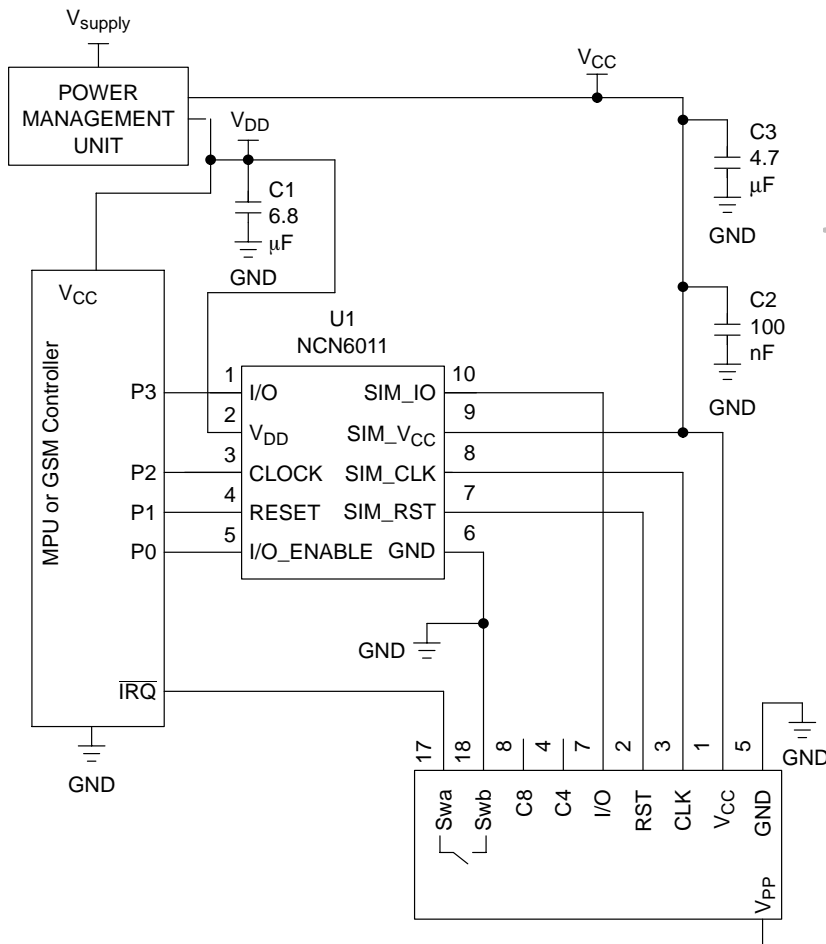 Vsupply
POWER
MANAGEMENT
UNIT
VDD
VCC
C1
6.8
μF
GND
C3
4.7
μF
GND
C2
100
nF
GND
VCC
MPU or GSM Controller
P3
P2
P1
P0
IRQ
GND
U1
NCN6011
1
I/O
2
VDD
3
CLOCK
4
RESET
5
I/O_ENABLE
10
SIM_IO
9
SIM_VCC
8
SIM_CLK
7
SIM_RST
6
GND
GND
17
18
8
4
7
2
3
1
5
GND
Swa
Swb
C8
C4
I/O
RST
CLK
VCC
GND
VPP